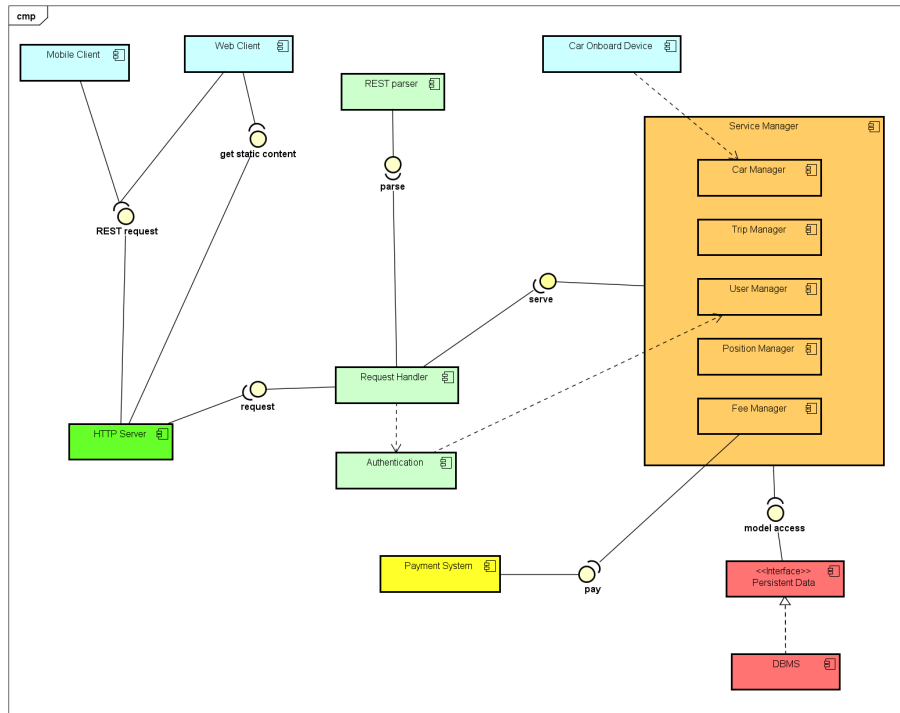 cmp
Mobile Client
Web Client
Car Onboard Device
REST parser
Service Manager
get static content
Car Manager
parse
REST request
Trip Manager
User Manager
serve
Position Manager
Request Handler
request
Fee Manager
HTTP Server
Authentication
model access
Payment System
pay
<<Interface>>
Persistent Data
DBMS